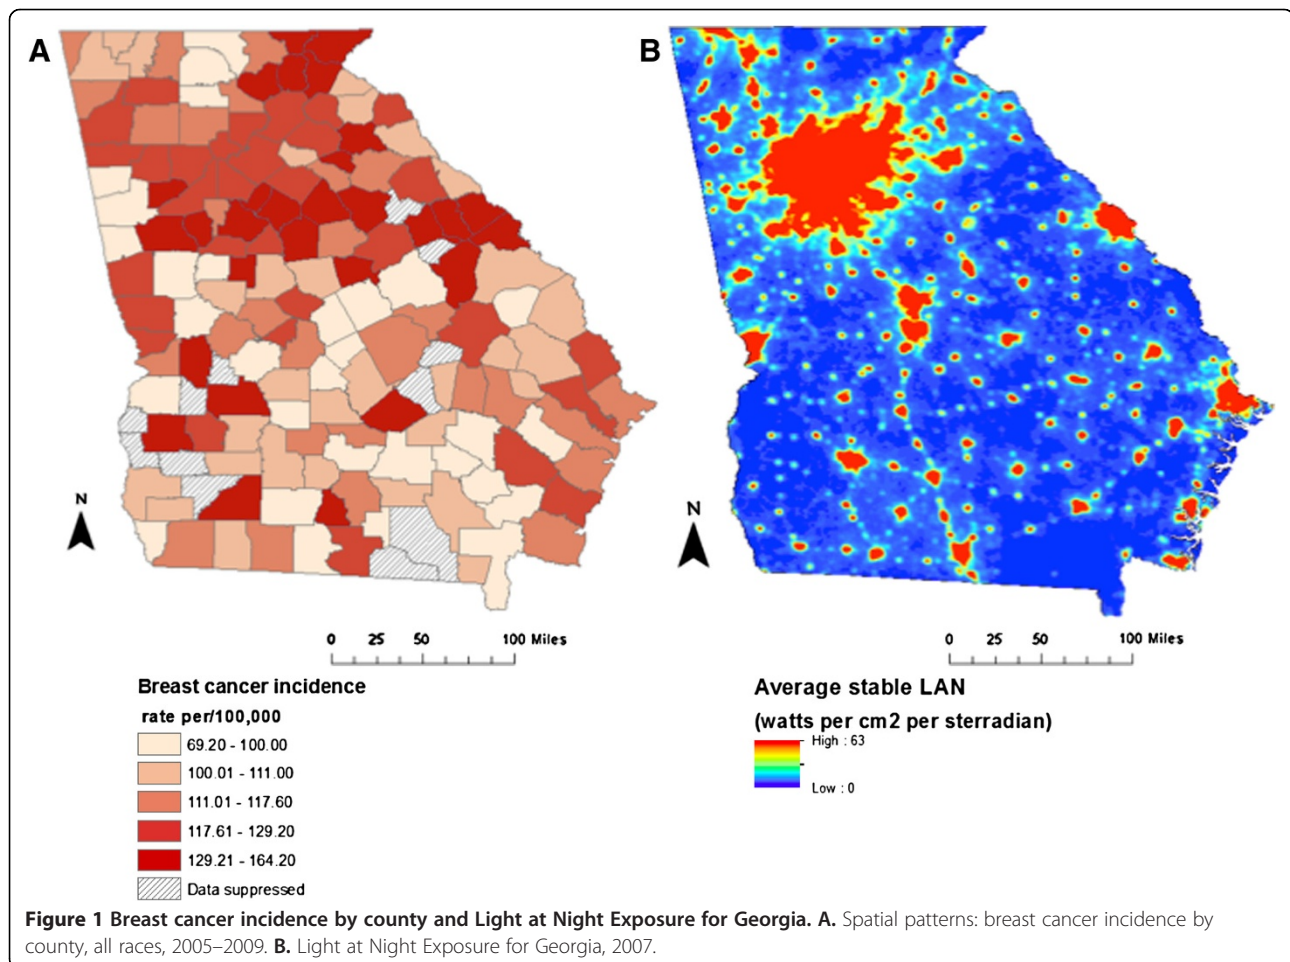 A
B
N
N
0 25 50 100 Miles
0 25 50 100 Miles
Breast cancer incidence
rate per/100,000
69.20 - 100.00
100.01 - 111.00
111.01 - 117.60
117.61 - 129.20
129.21 - 164.20
Data suppressed
Average stable LAN
(watts per cm2 per sterradian)
High : 63
Low : 0
Figure 1 Breast cancer incidence by county and Light at Night Exposure for Georgia. A. Spatial patterns: breast cancer incidence by
county, all races, 2005–2009. B. Light at Night Exposure for Georgia, 2007.